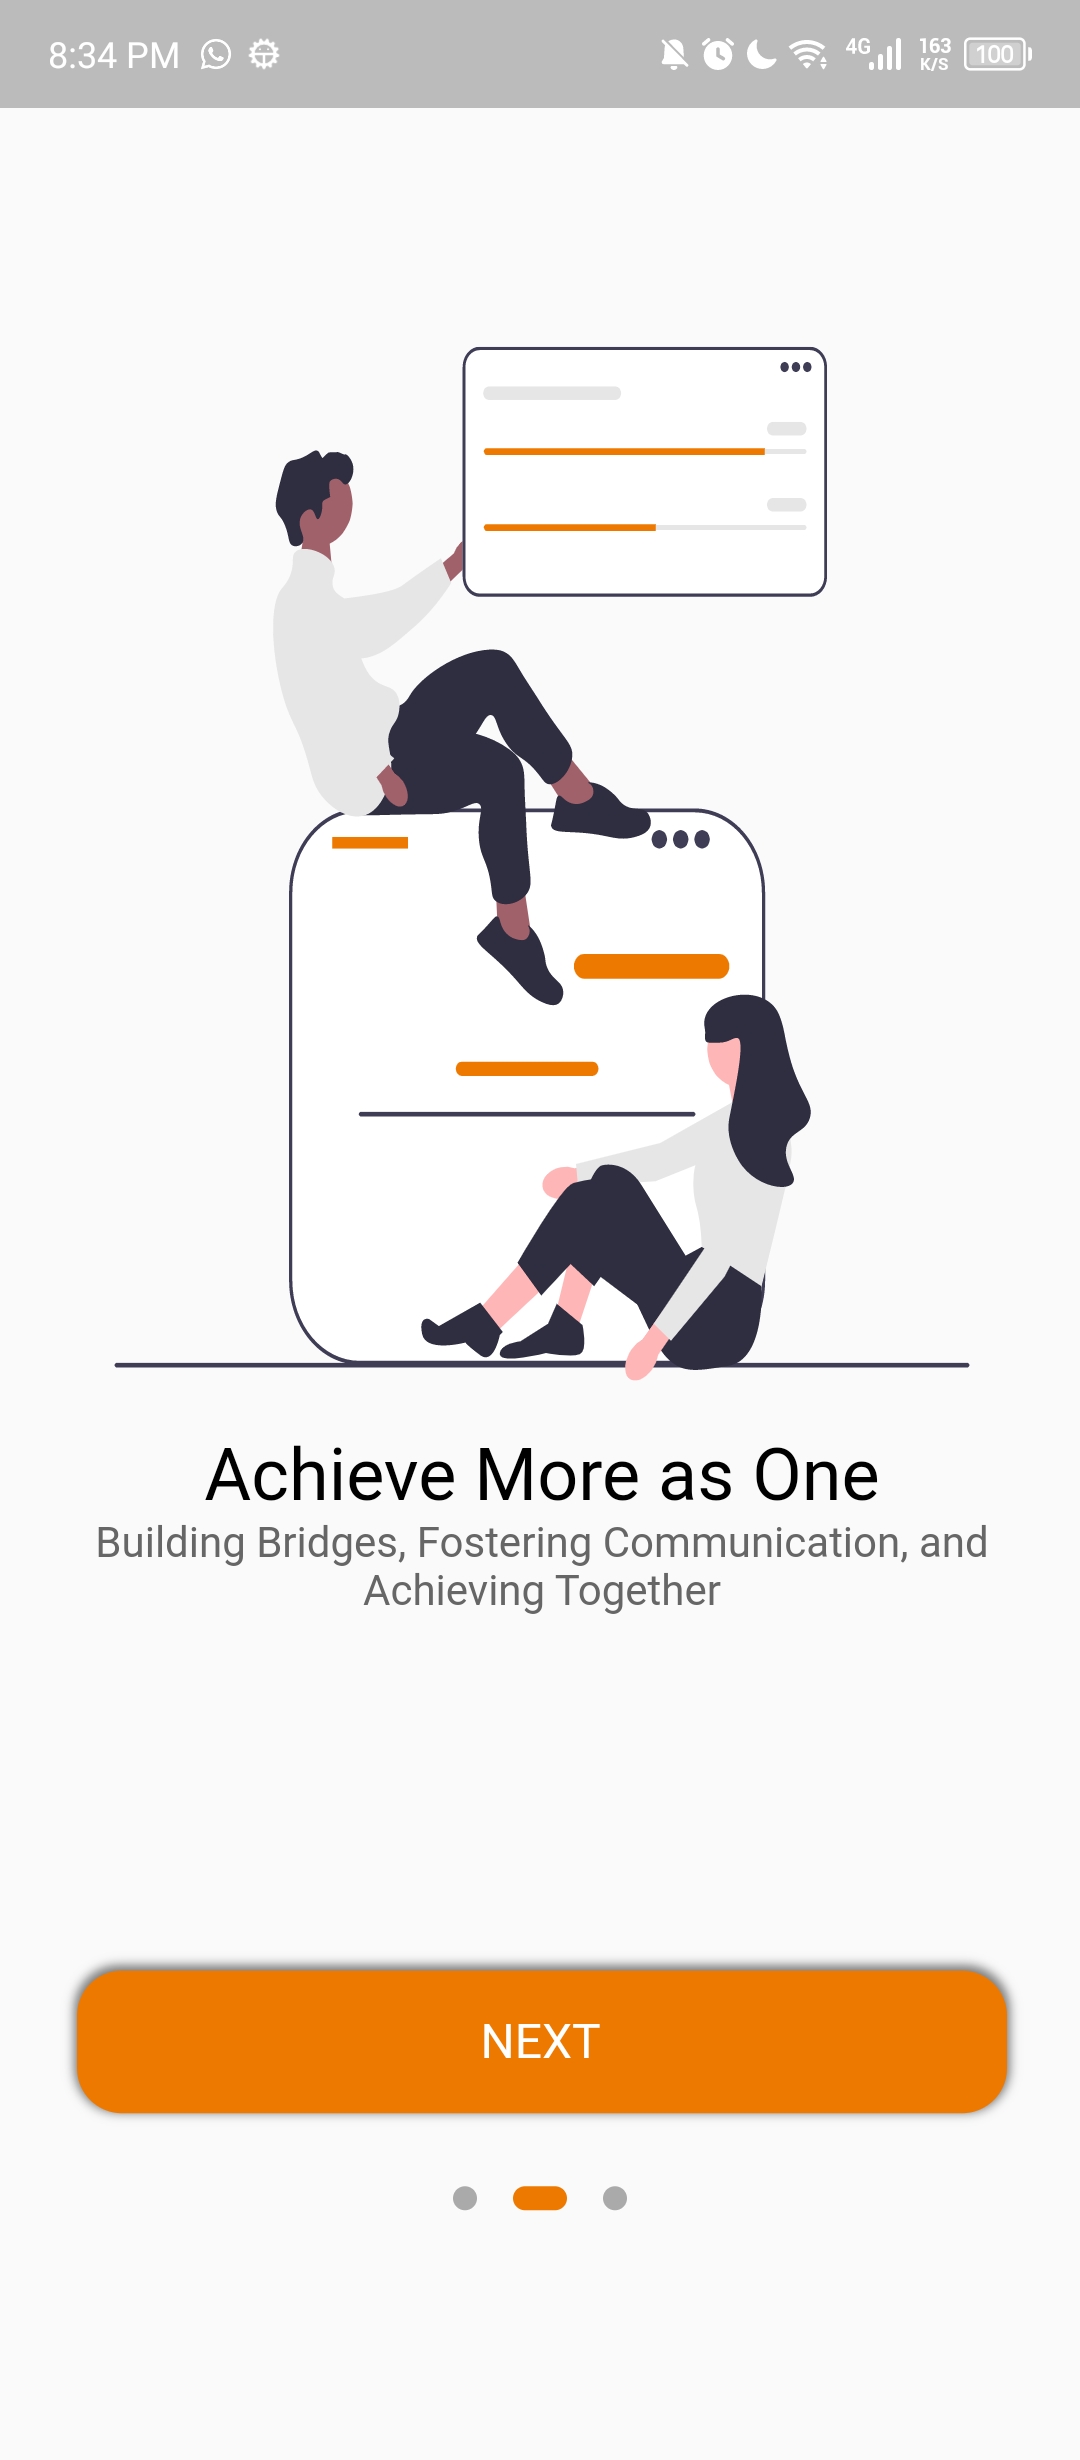 8:34 PM 4G 163 K/S 100
Achieve More as One
Building Bridges, Fostering Communication, and
Achieving Together
NEXT